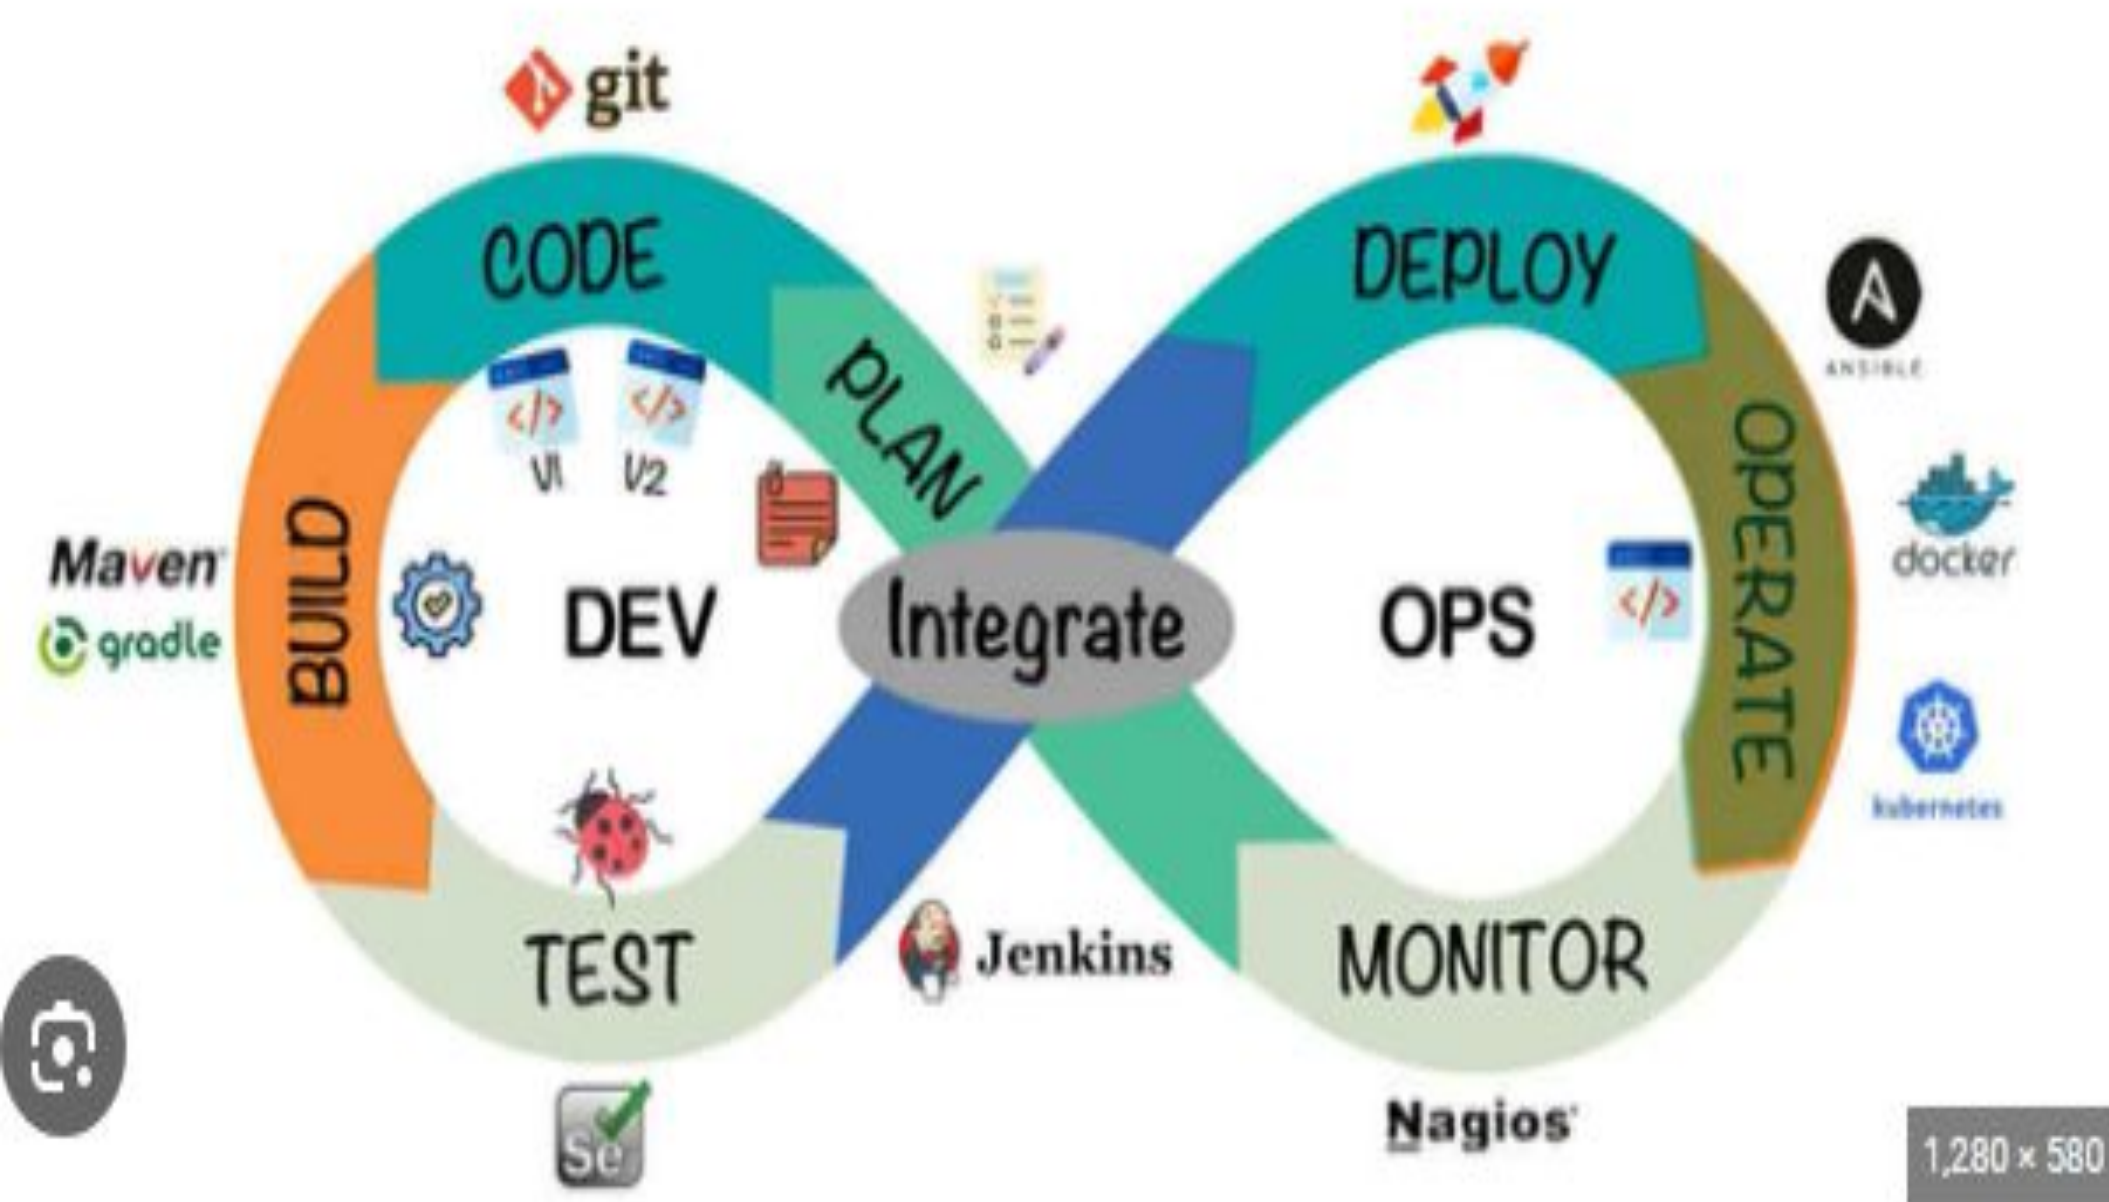 git
CODE
DEPLOY
PLAN
ANSIBLE
V1
V2
OPERATE
docker
Maven
gradle
BUILD
DEV
Integrate
OPS
kubernetes
TEST
Jenkins
MONITOR
Se
Nagios
1,280 × 580